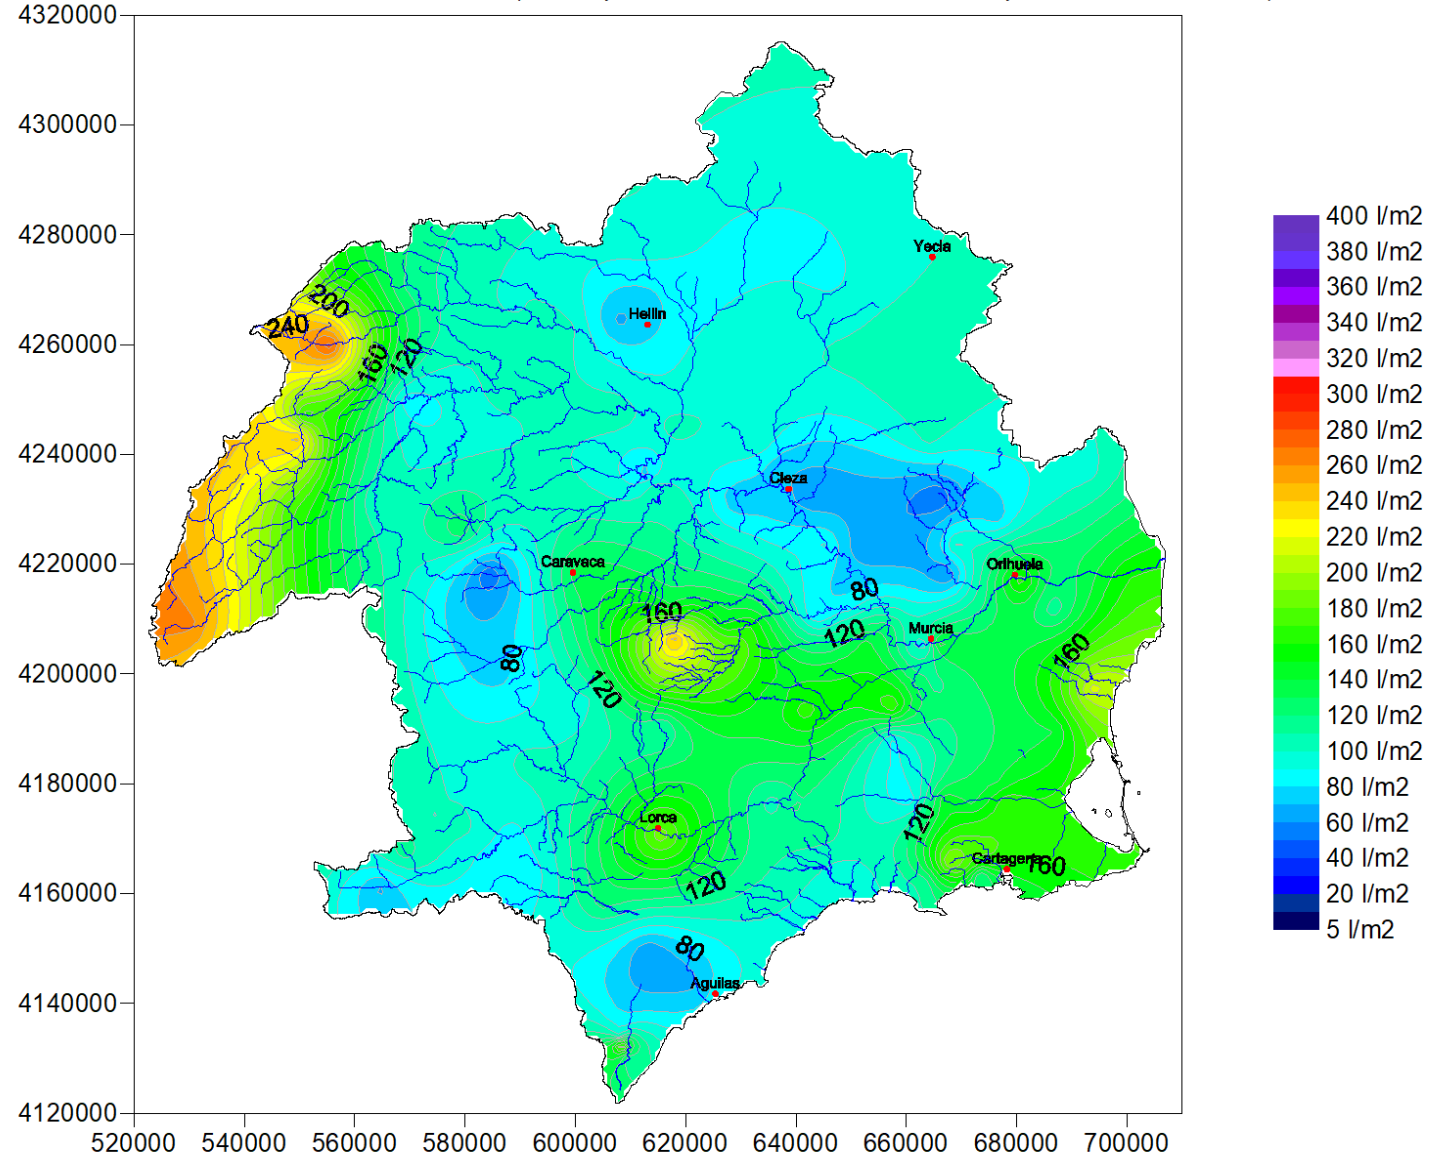 4320000
4300000
4280000
4260000
4240000
4220000
4200000
4180000
4160000
4140000
4120000
520000 540000 560000 580000 600000 620000 640000 660000 680000 700000
Yecla
200
240
Hellin
160
120
Cieza
Caravaca
Orihuela
80
160
120
Murcia
80
160
120
Lorca
120
Cartagena
160
120
80
Aguilas
400 l/m2
380 l/m2
360 l/m2
340 l/m2
320 l/m2
300 l/m2
280 l/m2
260 l/m2
240 l/m2
220 l/m2
200 l/m2
180 l/m2
160 l/m2
140 l/m2
120 l/m2
100 l/m2
80 l/m2
60 l/m2
40 l/m2
20 l/m2
5 l/m2